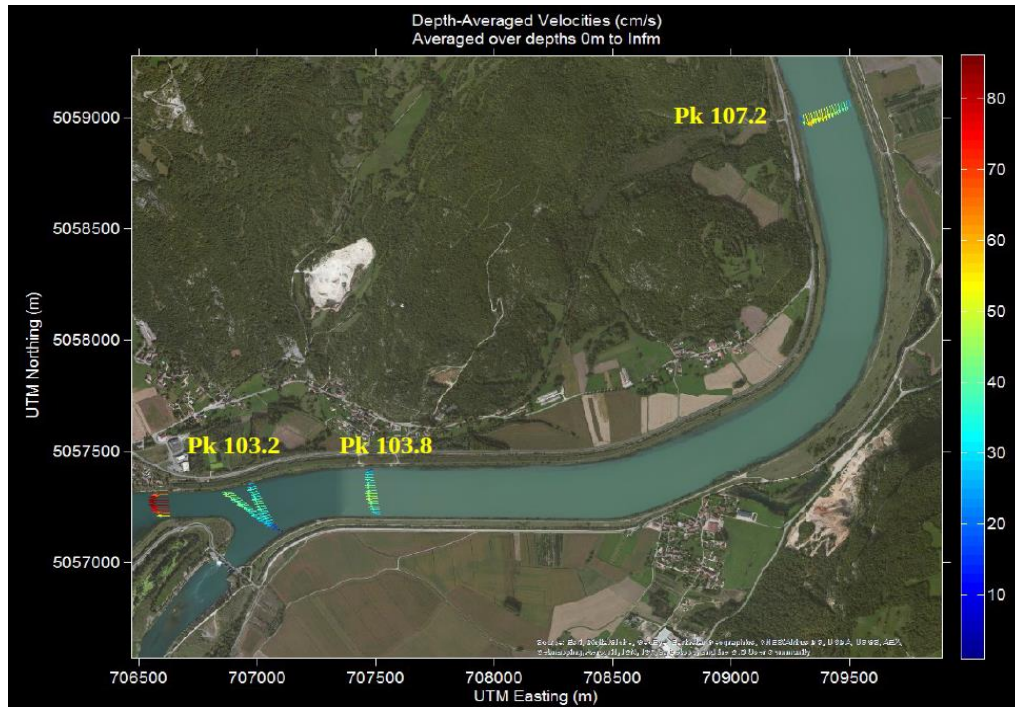 Depth-Averaged Velocities (cm/s)
Averaged over depths 0m to Infm
Pk 107.2
Pk 103.2
Pk 103.8
UTM Northing (m)
5059000
5058500
5058000
5057500
5057000
706500 707000 707500 708000 708500 709000 709500
UTM Easting (m)
80
70
60
50
40
30
20
10